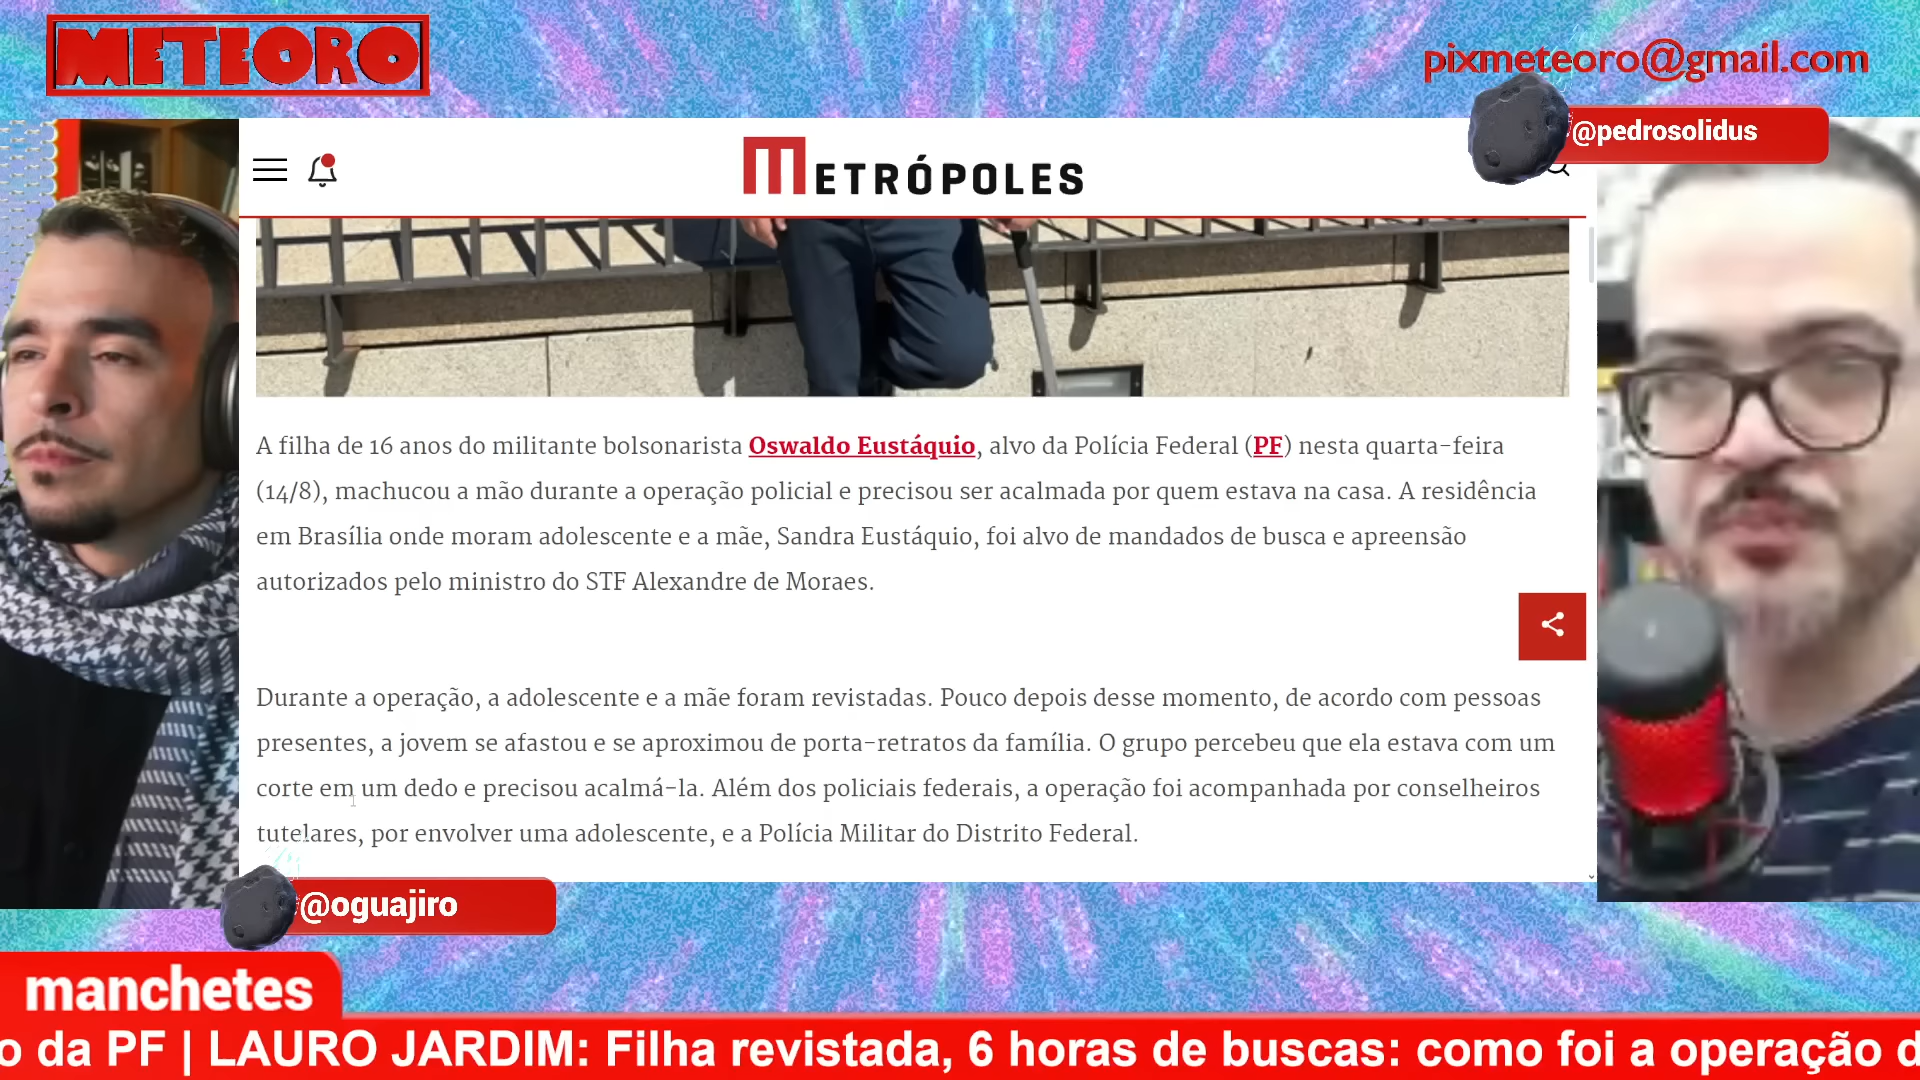 METEORO
pixmeteoro@gmail.com
@pedrosolidus
METRÓPOLES
A filha de 16 anos do militante bolsonarista Oswaldo Eustáquio, alvo da Polícia Federal (PF) nesta quarta-feira
(14/8), machucou a mão durante a operação policial e precisou ser acalmada por quem estava na casa. A residência
em Brasília onde moram adolescente e a mãe, Sandra Eustáquio, foi alvo de mandados de busca e apreensão
autorizados pelo ministro do STF Alexandre de Moraes.
Durante a operação, a adolescente e a mãe foram revistadas. Pouco depois desse momento, de acordo com pessoas
presentes, a jovem se afastou e se aproximou de porta-retratos da família. O grupo percebeu que ela estava com um
corte em um dedo e precisou acalmá-la. Além dos policiais federais, a operação foi acompanhada por conselheiros
tutelares, por envolver uma adolescente, e a Polícia Militar do Distrito Federal.
@oguajiro
manchetes
o da PF | LAURO JARDIM: Filha revistada, 6 horas de buscas: como foi a operação d